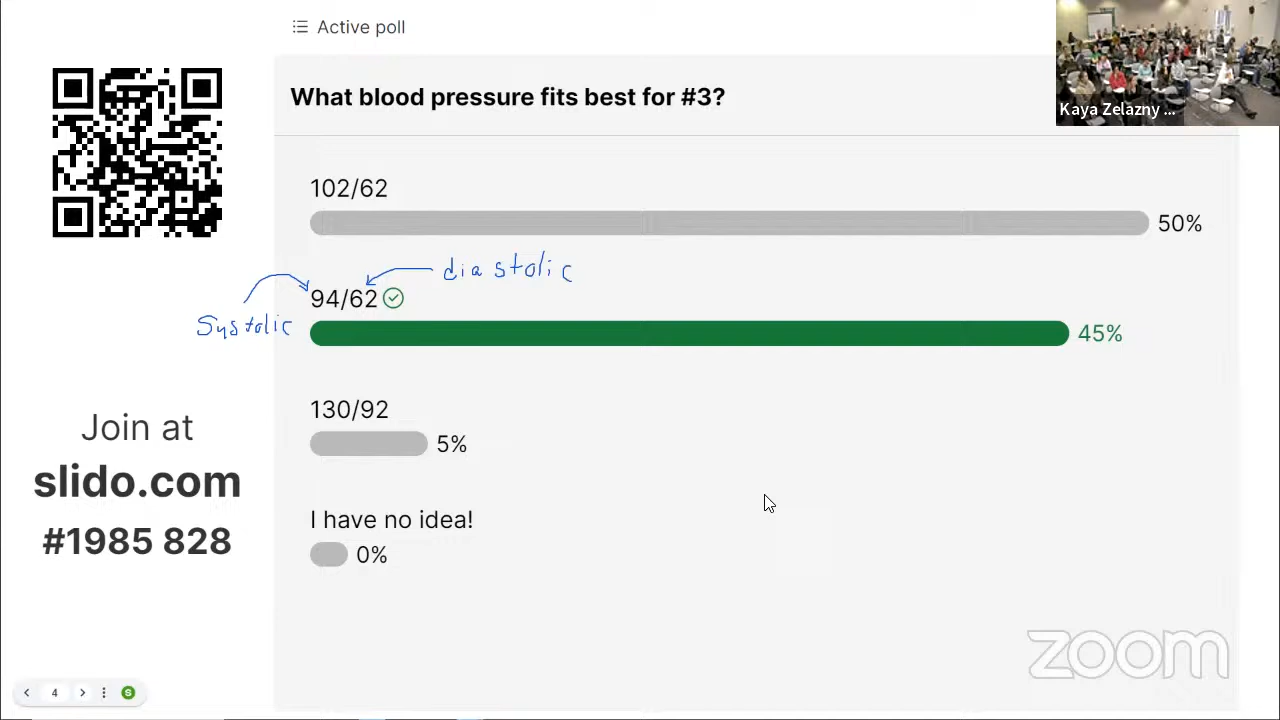 Active poll
What blood pressure fits best for #3?
Kaya Zelazny ...
102/62
50%
diastolic
94/62
Systolic
45%
130/92
5%
I have no idea!
0%
Join at
slido.com
#1985 828
zoom
4
S